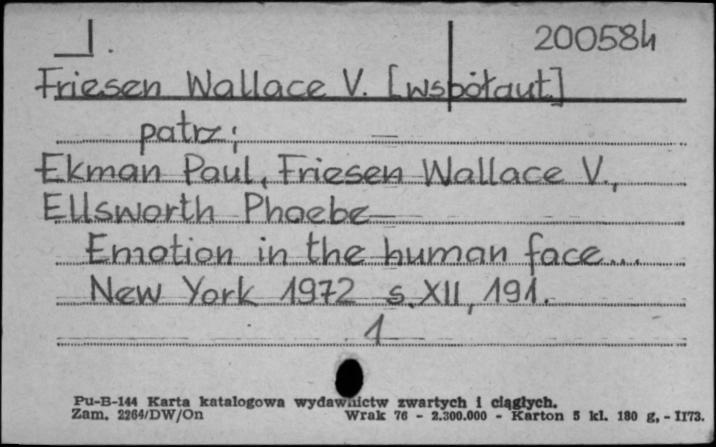 200584
Friesen Wallace V. [współaut]
patrz;
Ekman Paul, Friesen Wallace V.,
Ellsworth Phoebe
Emotion in the human face...
New York 1972 s. XII, 191.
1
Pu-B-144 Karta katalogowa wydawnictw zwartych i ciągłych.
Zam. 2264/DW/On Wrak 76 - 2.300.000 - Karton 5 kl. 180 g, - II73.